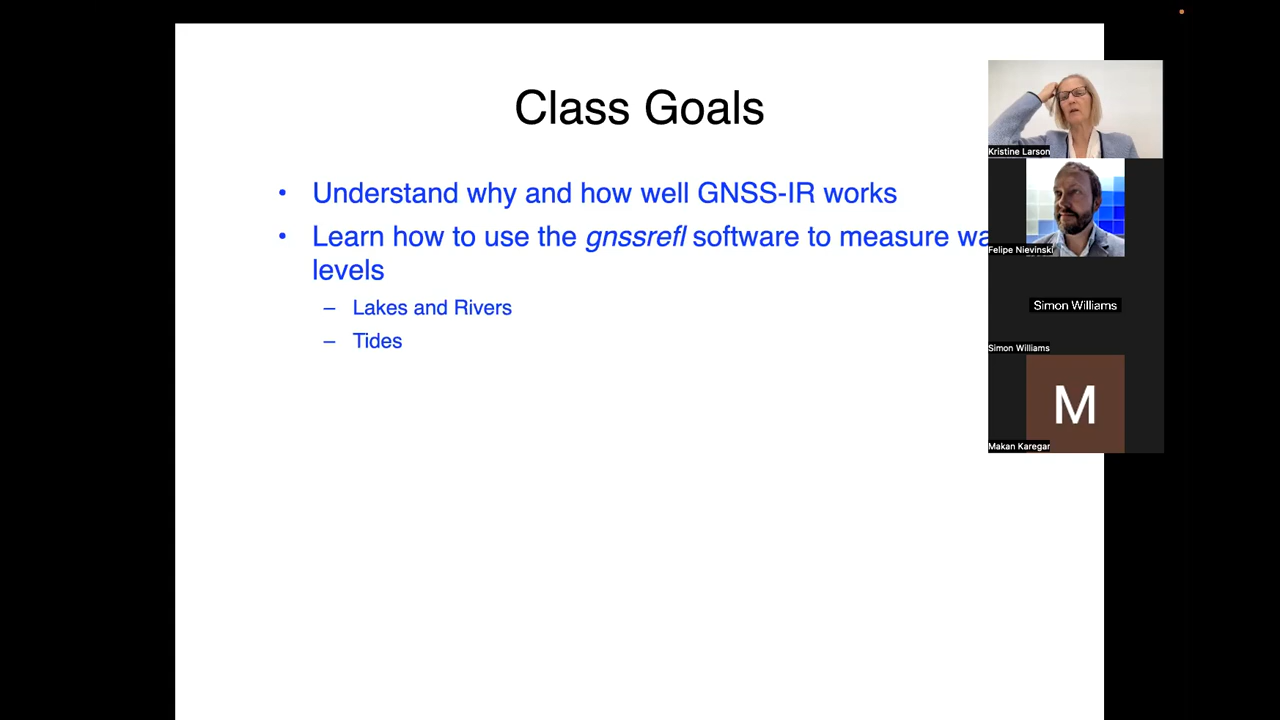 Class Goals
• Understand why and how well GNSS-IR works
• Learn how to use the gnssrefl software to measure
levels
– Lakes and Rivers
– Tides
Kristine Larson
Felipe Nievinski
Simon Williams
Simon Williams
M
Makan Karegar